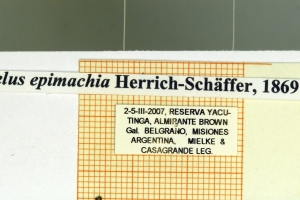 elus epimachia Herrich-Schäffer, 1869
2-5-III-2007, RESERVA YACU-
TINGA, ALMIRANTE BROWN
Gal. BELGRANO, MISIONES
ARGENTINA, MIELKE &
CASAGRANDE LEG.